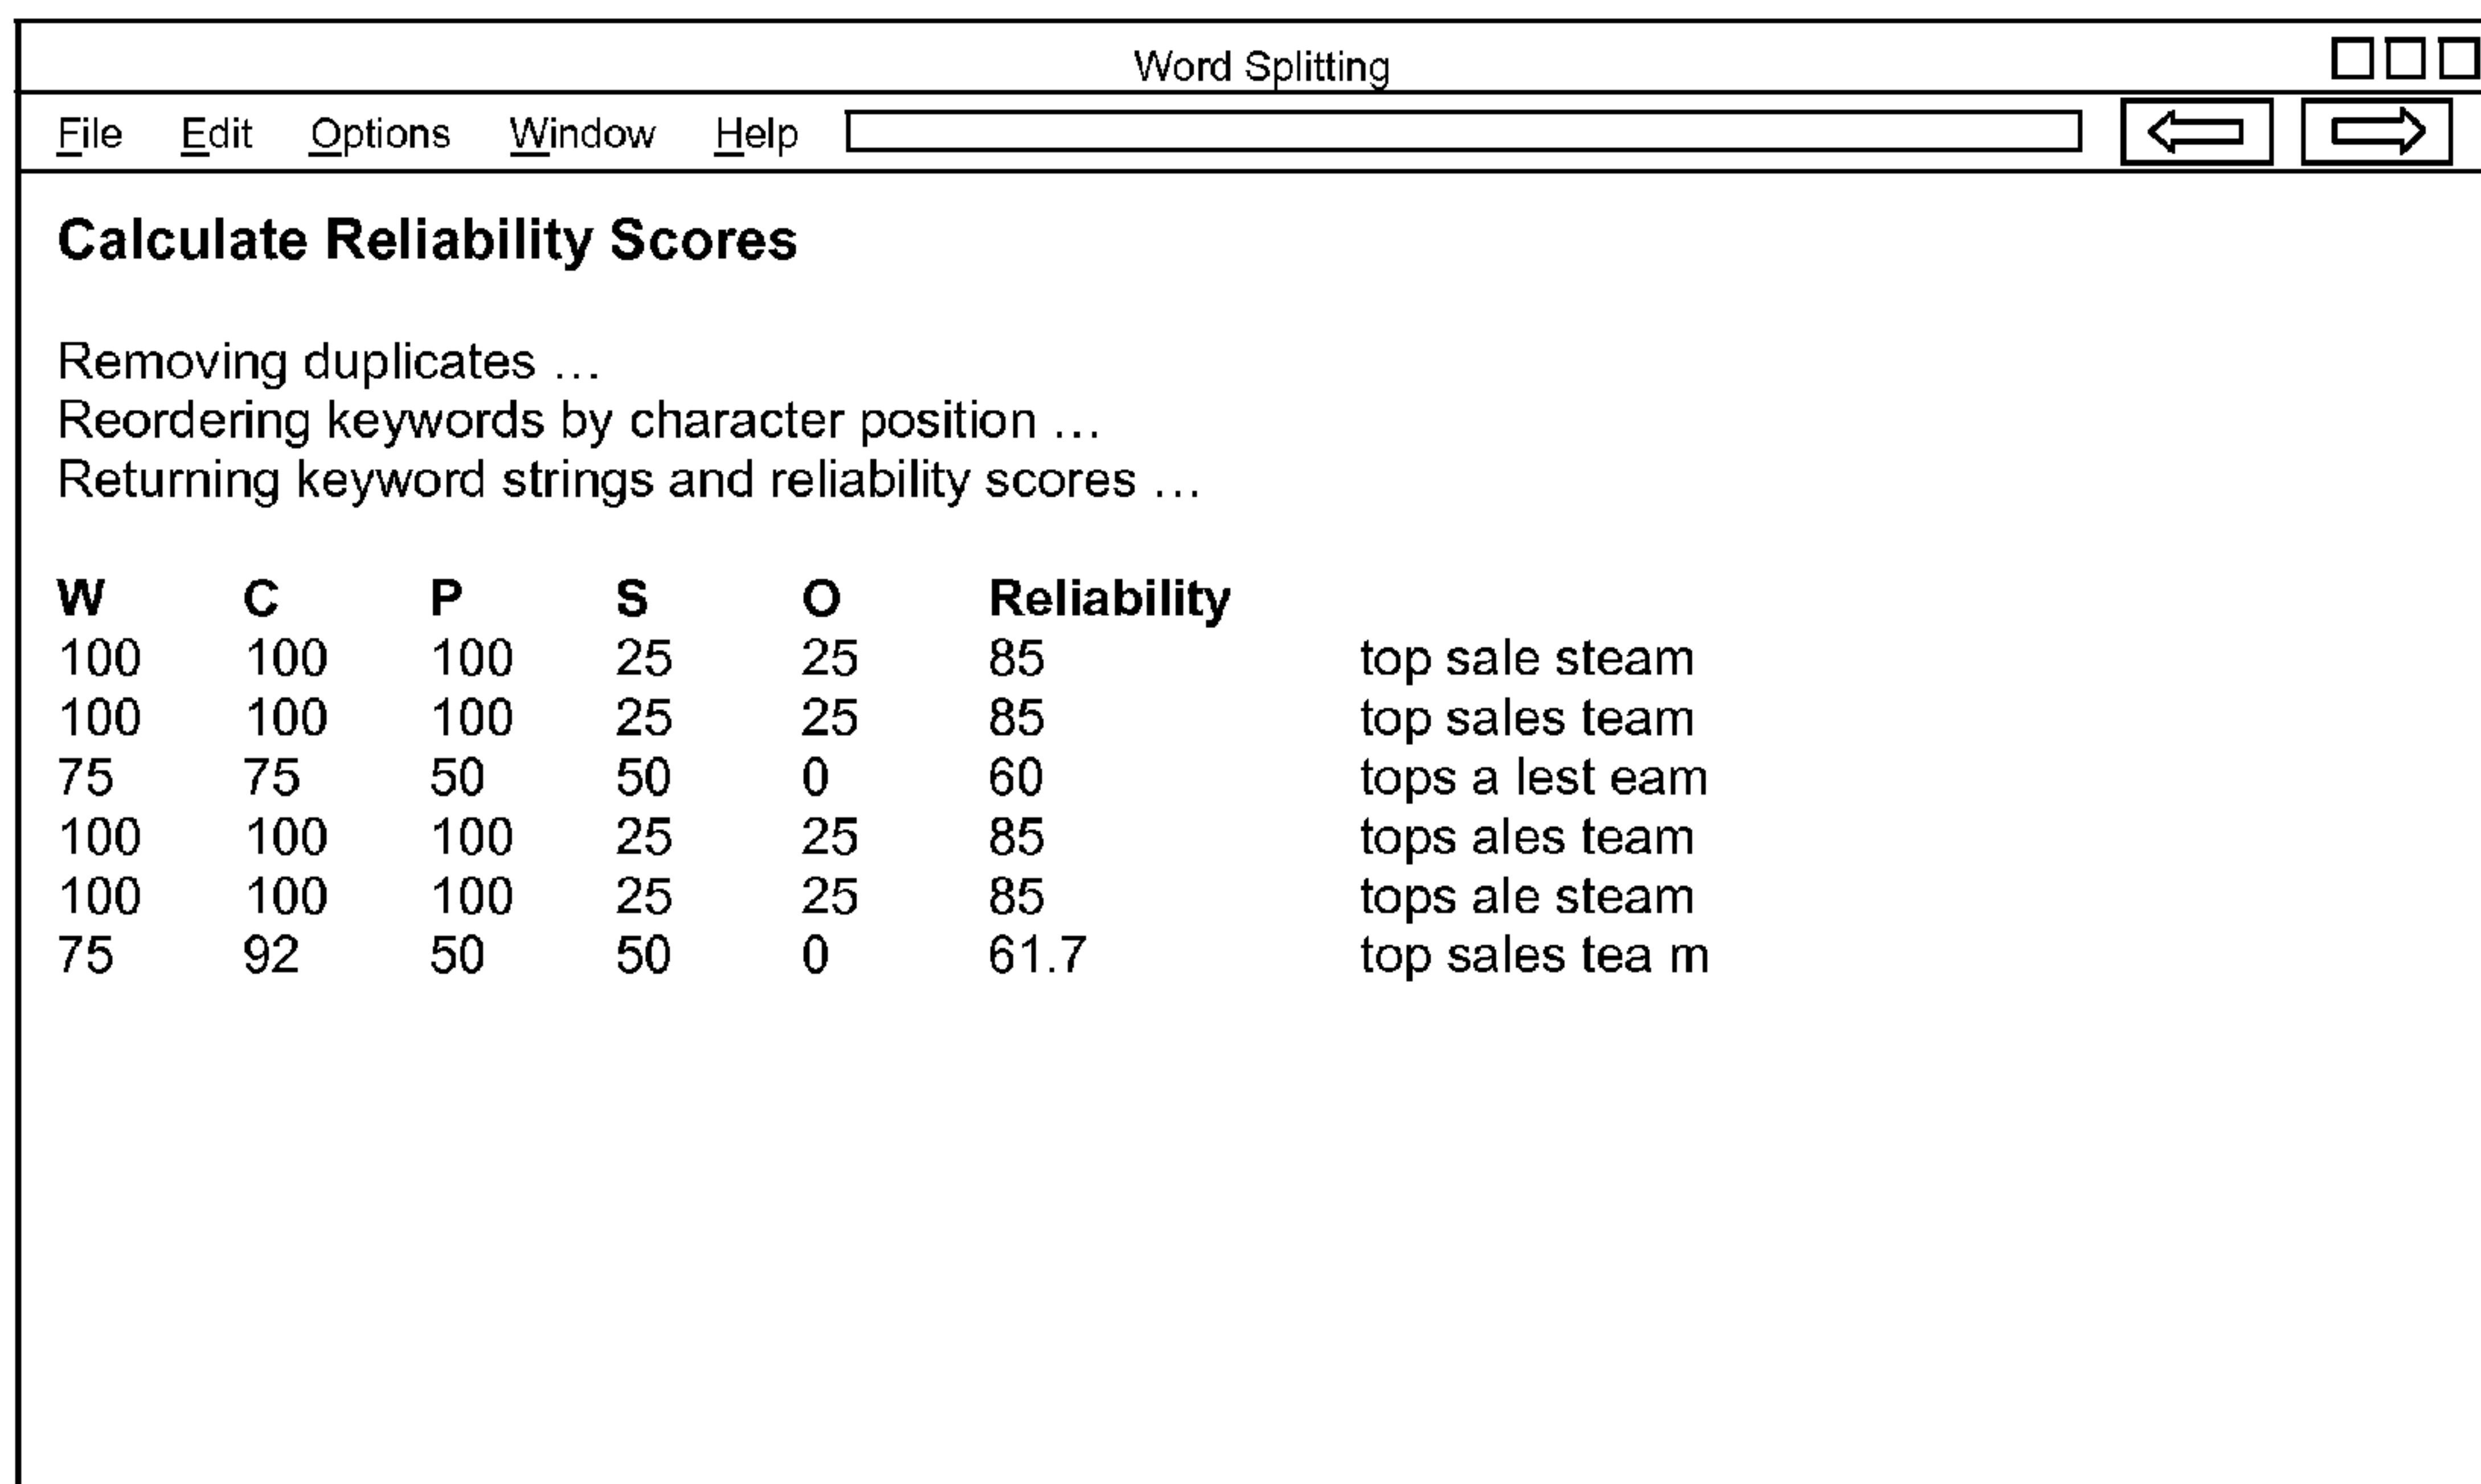 Word Splitting
File Edit Options Window Help
Calculate Reliability Scores
Removing duplicates ...
Reordering keywords by character position ...
Returning keyword strings and reliability scores ...
W C P S O Reliability
100 100 100 25 25 85 top sale steam
100 100 100 25 25 85 top sales team
75 75 50 50 0 60 tops a lest eam
100 100 100 25 25 85 tops ales team
100 100 100 25 25 85 tops ale steam
75 92 50 50 0 61.7 top sales tea m